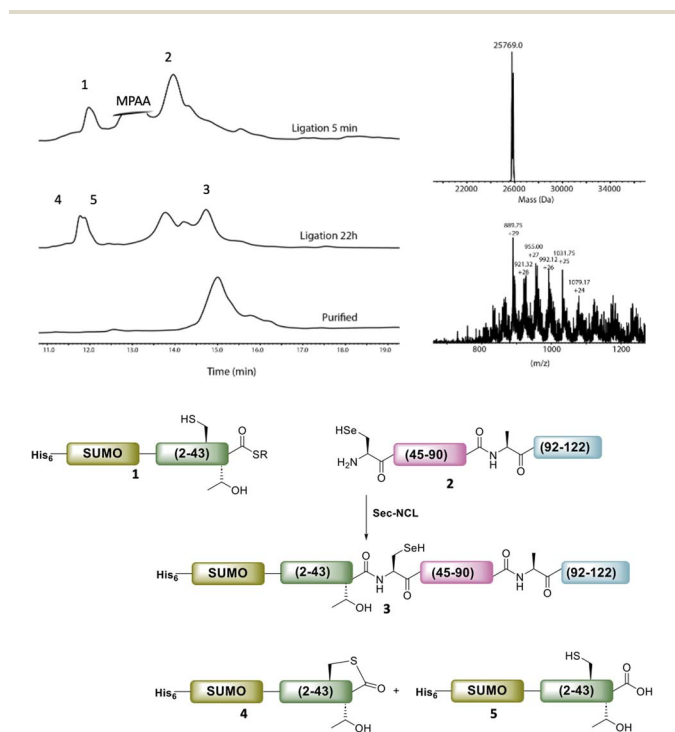 1
MPAA
2
Ligation 5 min
4
5
3
Ligation 22h
Purified
11.0 12.0 13.0 14.0 15.0 16.0 17.0 18.0 19.0
Time (min)
25769.0
22000 26000 30000 34000
Mass (Da)
889.75
+29
921.32
+28
955.00
+27
992.12
+26
1031.75
+25
1079.17
+24
800 1000 1200
(m/z)
His6 SUMO HS (2-43) O SR OH
1
HSe H2N O (45-90) O N H O (92-122)
2
Sec-NCL
His6 SUMO (2-43) O N H SeH O OH (45-90) O N H O (92-122)
3
His6 SUMO (2-43) S O OH
4
+
His6 SUMO HS (2-43) O OH OH
5